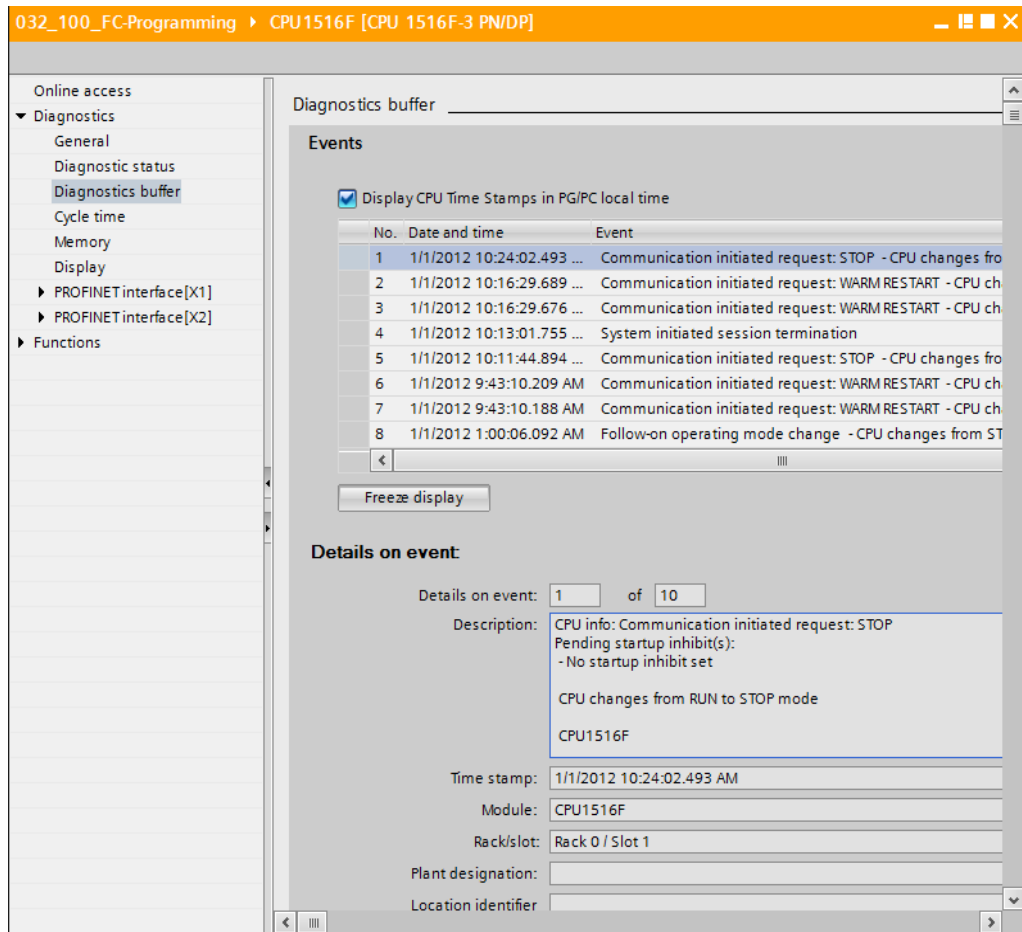 032_100_FC-Programming ▸ CPU1516F [CPU 1516F-3 PN/DP]
Online access
Diagnostics
General
Diagnostic status
Diagnostics buffer
Cycle time
Memory
Display
PROFINET interface[X1]
PROFINET interface[X2]
Functions
Diagnostics buffer
Events
Display CPU Time Stamps in PG/PC local time
No. Date and time Event
1 1/1/2012 10:24:02.493 ... Communication initiated request: STOP - CPU changes fro
2 1/1/2012 10:16:29.689 ... Communication initiated request: WARM RESTART - CPU ch
3 1/1/2012 10:16:29.676 ... Communication initiated request: WARM RESTART - CPU ch
4 1/1/2012 10:13:01.755 ... System initiated session termination
5 1/1/2012 10:11:44.894 ... Communication initiated request: STOP - CPU changes fro
6 1/1/2012 9:43:10.209 AM Communication initiated request: WARM RESTART - CPU ch
7 1/1/2012 9:43:10.188 AM Communication initiated request: WARM RESTART - CPU ch
8 1/1/2012 1:00:06.092 AM Follow-on operating mode change - CPU changes from ST
Freeze display
Details on event:
Details on event: 1 of 10
Description: CPU info: Communication initiated request: STOP
Pending startup inhibit(s):
- No startup inhibit set
CPU changes from RUN to STOP mode
CPU1516F
Time stamp: 1/1/2012 10:24:02.493 AM
Module: CPU1516F
Rack/slot: Rack 0 / Slot 1
Plant designation:
Location identifier